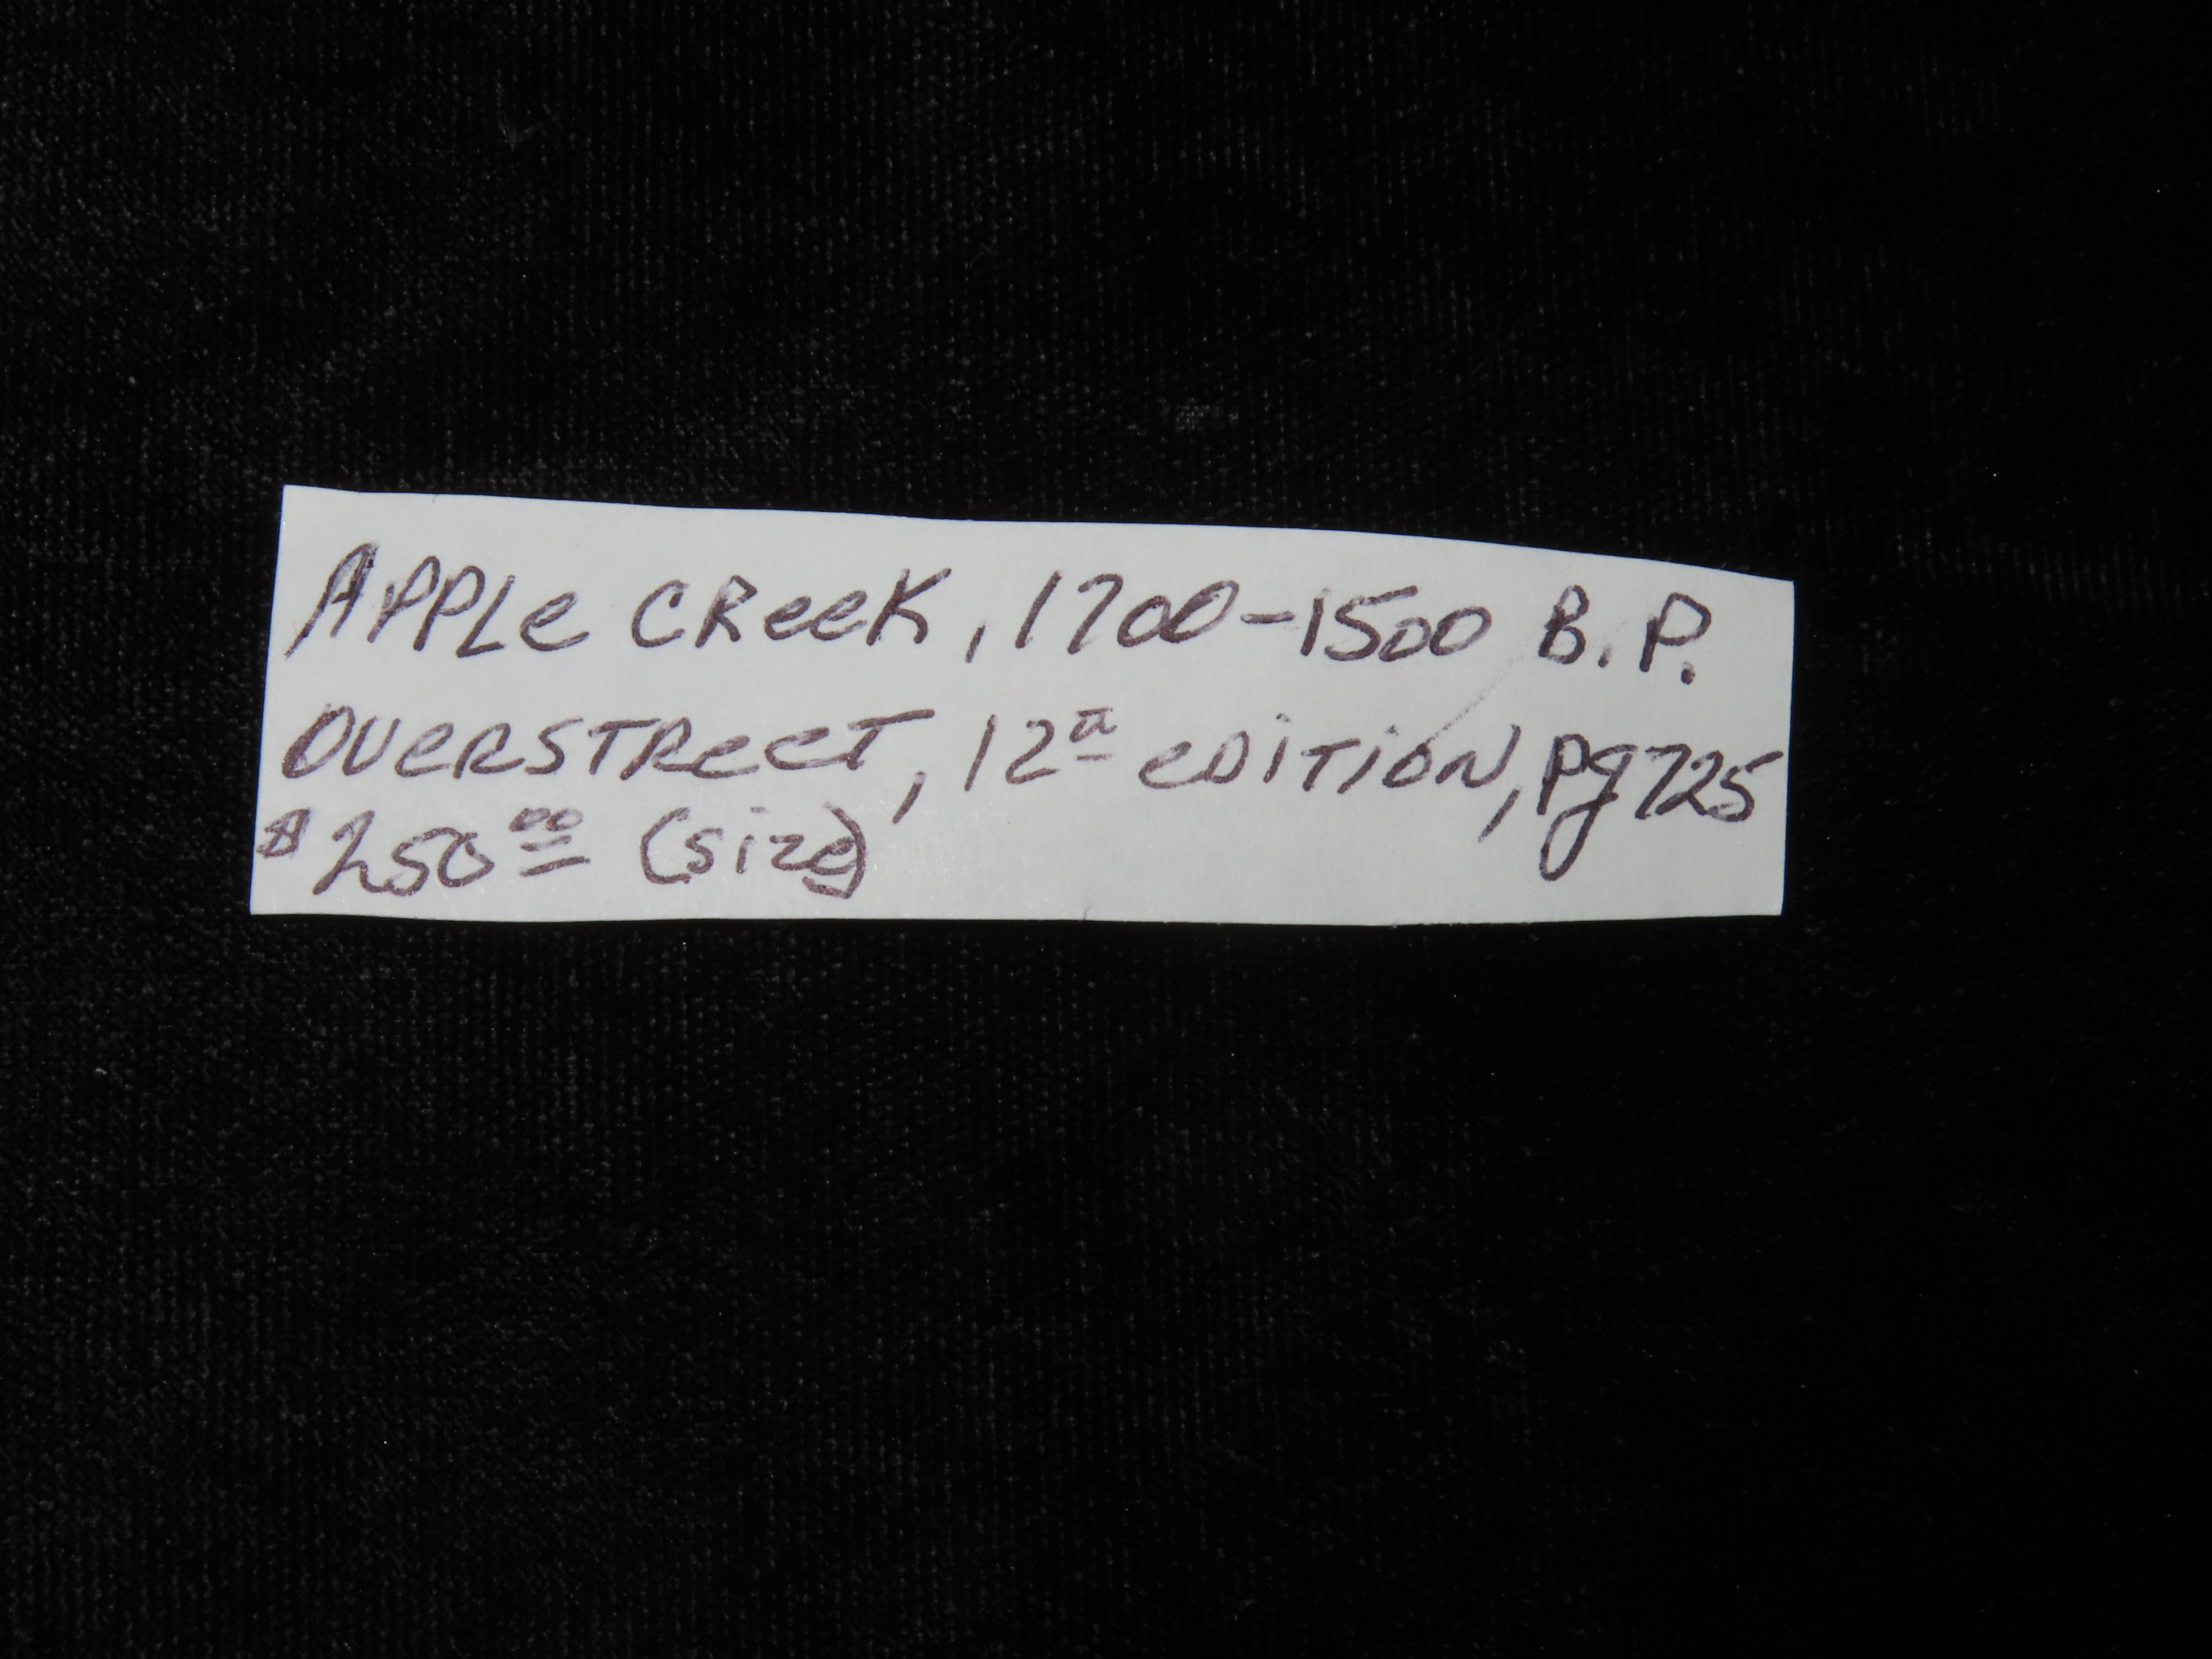 APPLe CReeK, 1700-1500 B.P.
OVeRSTReeT, 12th eDiTiON, Pg 725
$250.00 (size)